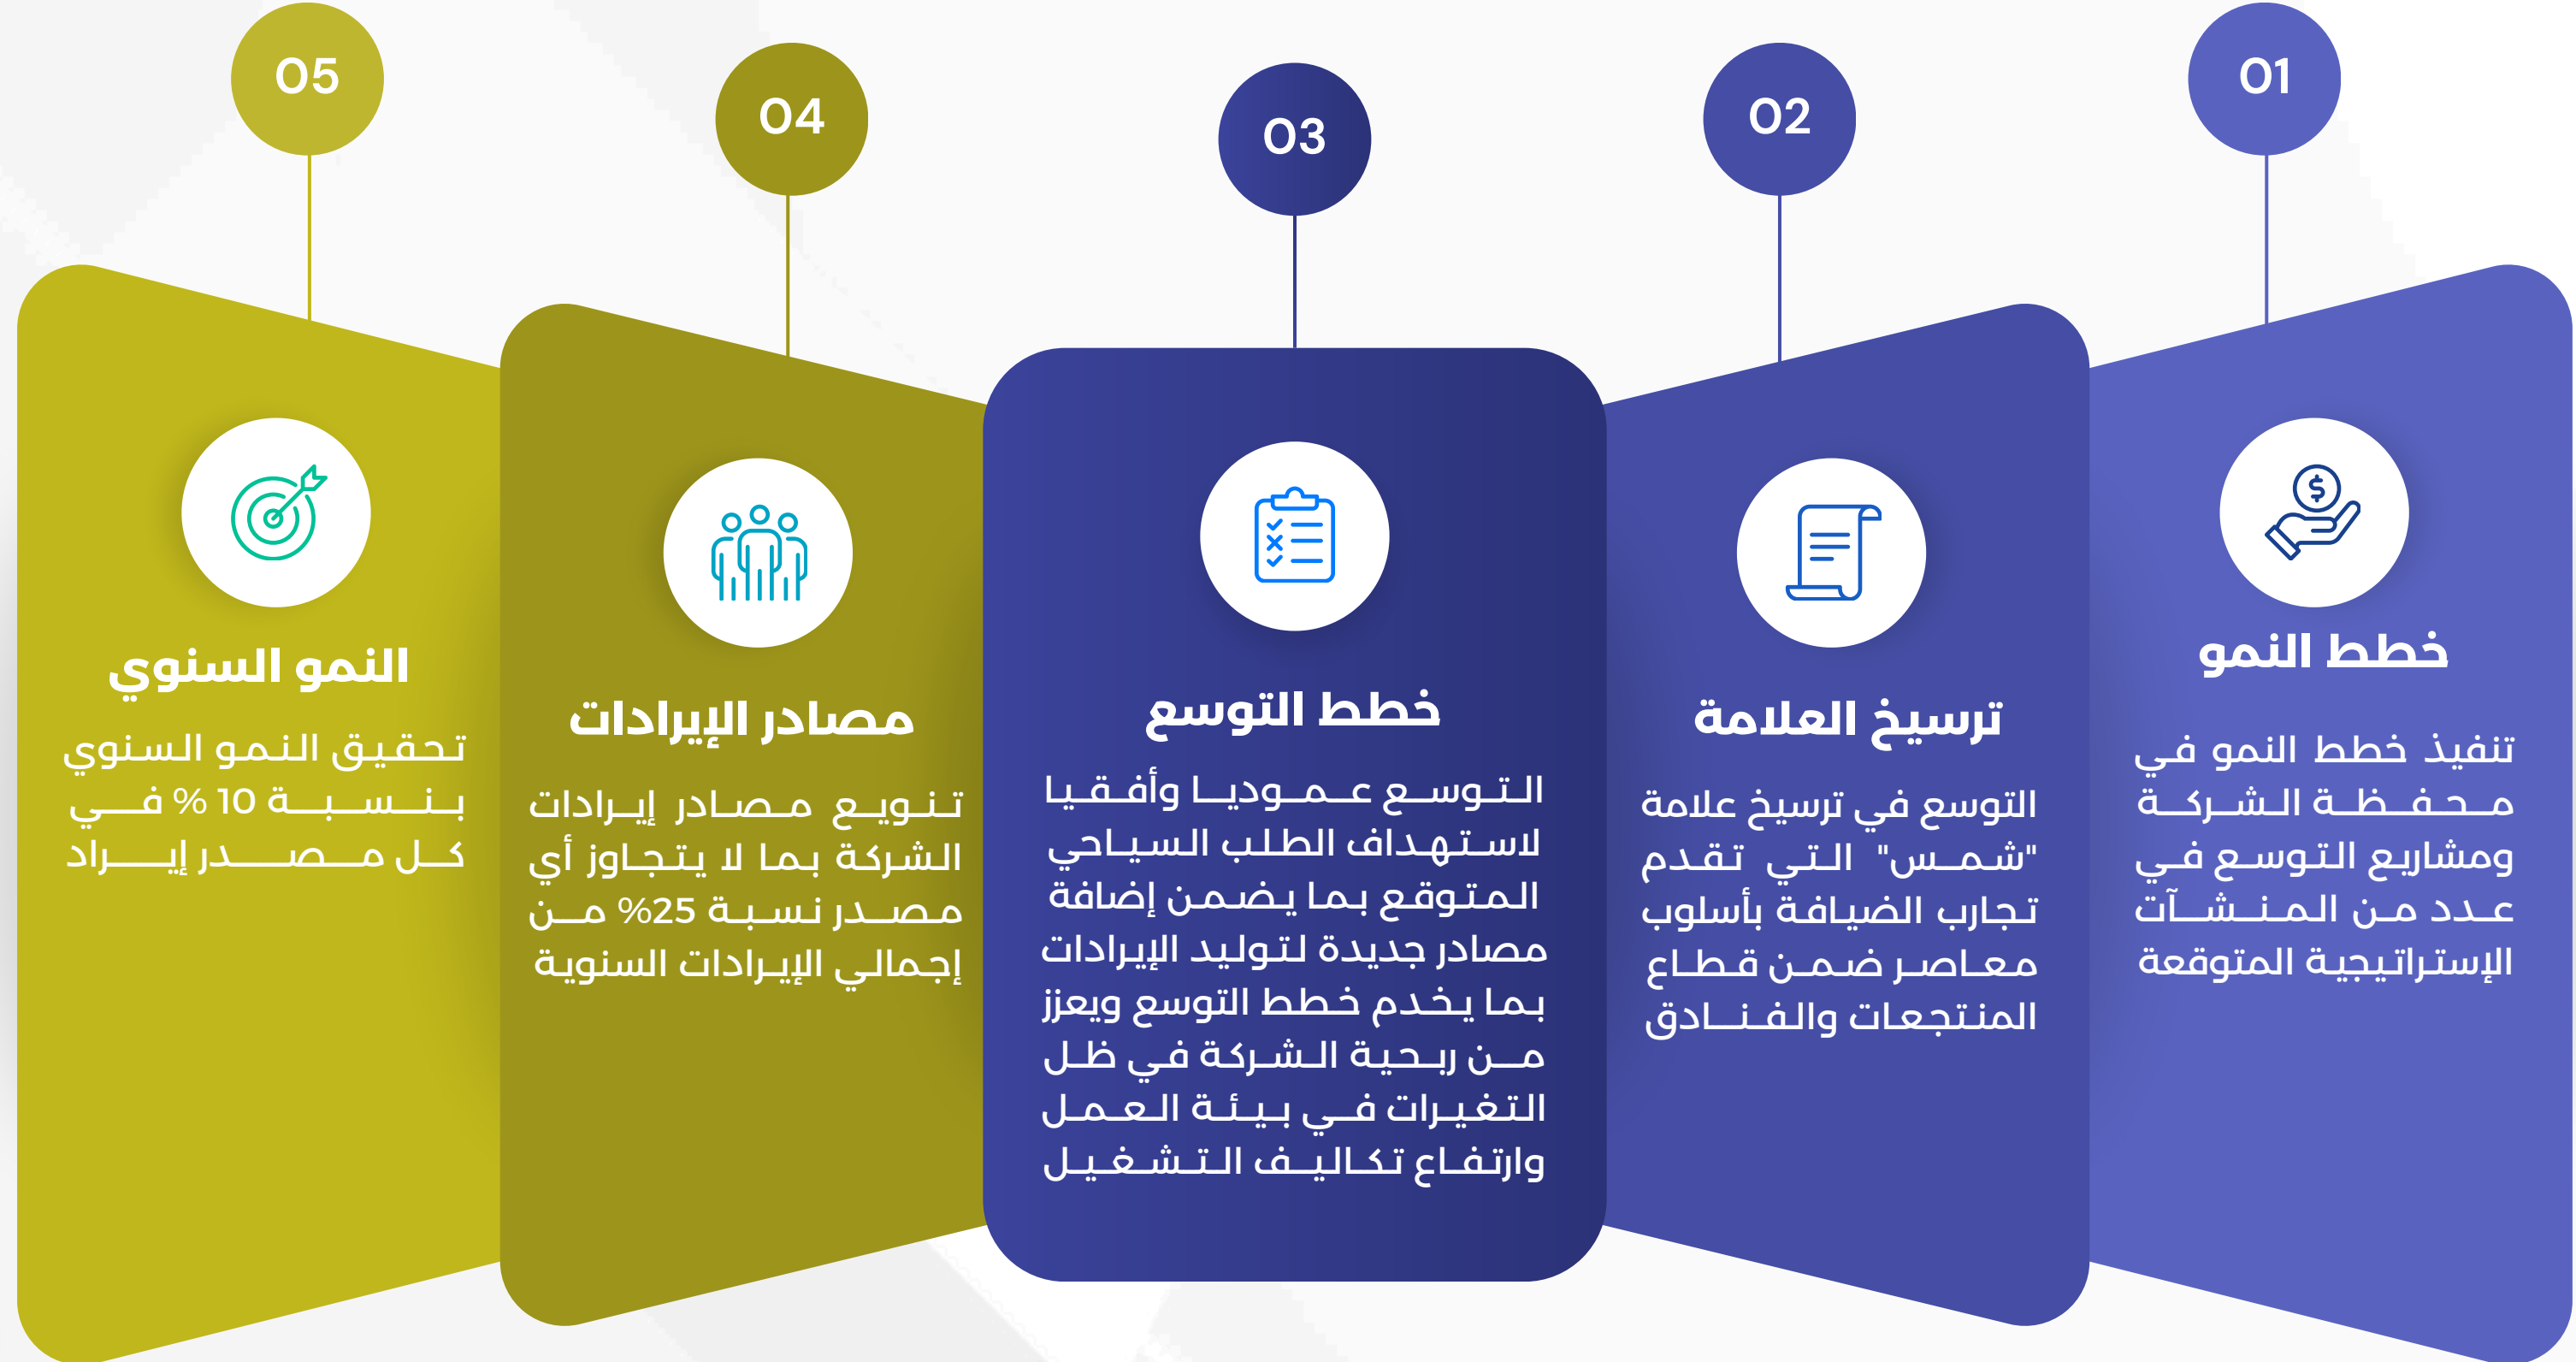 01
خطط النمو
تنفيذ خطط النمو في
محفظة الشركة
ومشاريع التوسع في
عدد من المنشآت
الإستراتيجية المتوقعة
02
ترسيخ العلامة
التوسع في ترسيخ علامة
"شمس" التي تقدم
تجارب الضيافة بأسلوب
معاصر ضمن قطاع
المنتجعات والفنادق
03
خطط التوسع
التوسع عموديا وأفقيا
لاستهداف الطلب السياحي
المتوقع بما يضمن إضافة
مصادر جديدة لتوليد الإيرادات
بما يخدم خطط التوسع ويعزز
من ربحية الشركة في ظل
التغيرات في بيئة العمل
وارتفاع تكاليف التشغيل
04
مصادر الإيرادات
تنويع مصادر إيرادات
الشركة بما لا يتجاوز أي
مصدر نسبة 25% من
إجمالي الإيرادات السنوية
05
النمو السنوي
تحقيق النمو السنوي
بنسبة 10 % في
كل مصدر إيراد